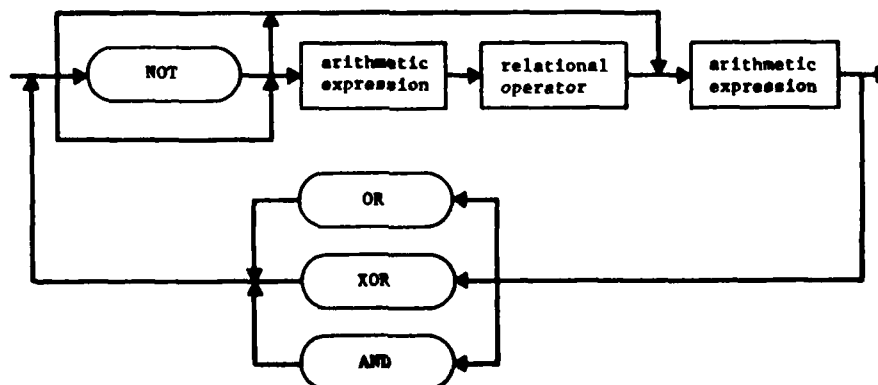 NOT
arithmetic
expression
relational
operator
arithmetic
expression
OR
XOR
AND